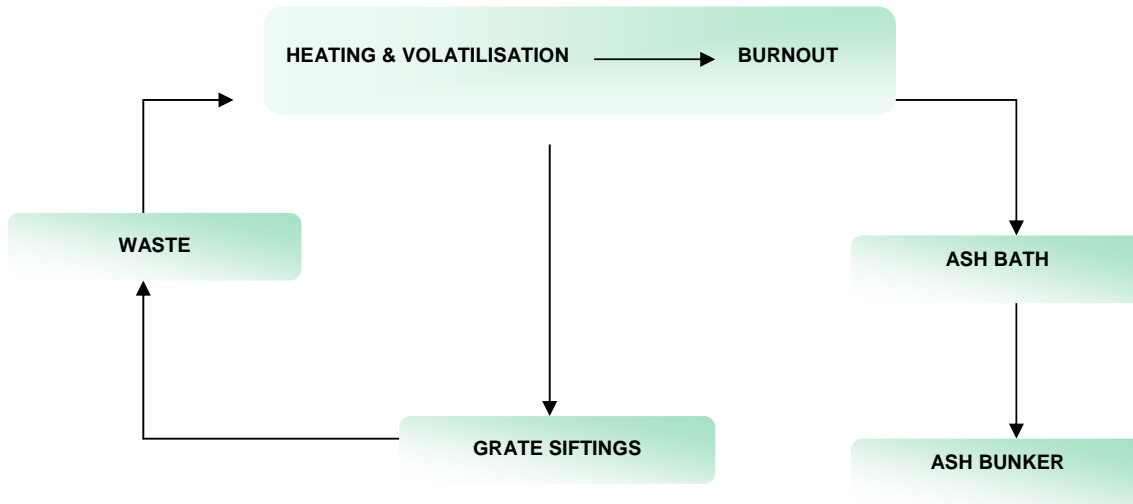 HEATING & VOLATILISATION
BURNOUT
WASTE
ASH BATH
GRATE SIFTINGS
ASH BUNKER